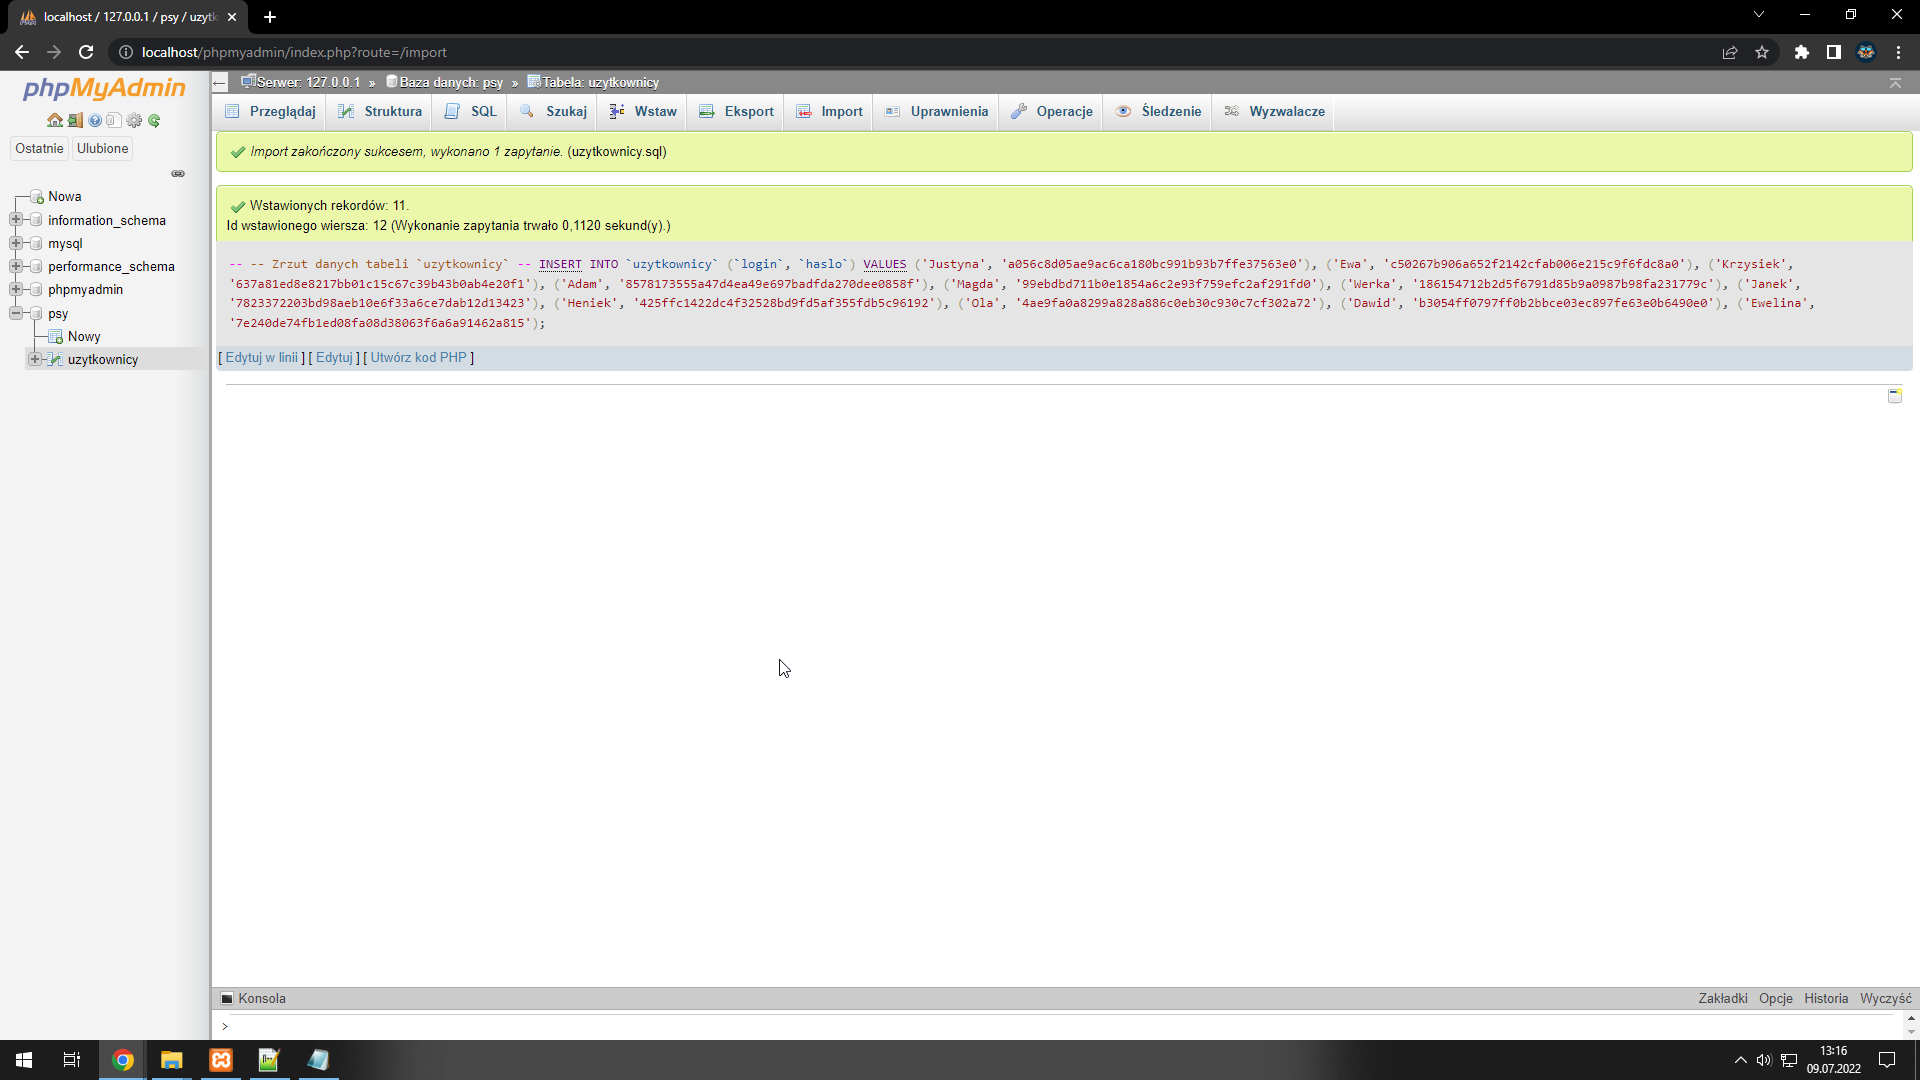 localhost / 127.0.0.1 / psy / uzytk
localhost/phpmyadmin/index.php?route=/import
phpMyAdmin
Ostatnie
Ulubione
Nowa
information_schema
mysql
performance_schema
phpmyadmin
psy
Nowy
uzytkownicy
Serwer: 127.0.0.1 » Baza danych: psy » Tabela: uzytkownicy
Przeglądaj Struktura SQL Szukaj Wstaw Eksport Import Uprawnienia Operacje Śledzenie Wyzwalacze
Import zakończony sukcesem, wykonano 1 zapytanie. (uzytkownicy.sql)
Wstawionych rekordów: 11.
Id wstawionego wiersza: 12 (Wykonanie zapytania trwało 0,1120 sekund(y).)
-- -- Zrzut danych tabeli `uzytkownicy` -- INSERT INTO `uzytkownicy` (`login`, `haslo`) VALUES ('Justyna', 'a056c8d05ae9ac6ca180bc991b93b7ffe37563e0'), ('Ewa', 'c50267b906a652f2142cfab006e215c9f6fdc8a0'), ('Krzysiek',
'637a81ed8e8217bb01c15c67c39b43b0ab4e20f1'), ('Adam', '8578173555a47d4ea49e697badfda270dee0858f'), ('Magda', '99ebdbd711b0e1854a6c2e93f759efc2af291fd0'), ('Werka', '186154712b2d5f6791d85b9a0987b98fa231779c'), ('Janek',
'7823372203bd98aeb10e6f33a6ce7dab12d13423'), ('Heniek', '425ffc1422dc4f32528bd9fd5af355fdb5c96192'), ('Ola', '4ae9fa0a8299a828a886c0eb30c930c7cf302a72'), ('Dawid', 'b3054ff0797ff0b2bbce03ec897fe63e0b6490e0'), ('Ewelina',
'7e240de74fb1ed08fa08d38063f6a6a91462a815');
[ Edytuj w linii ] [ Edytuj ] [ Utwórz kod PHP ]
Konsola
Zakładki Opcje Historia Wyczyść
>
13:16
09.07.2022